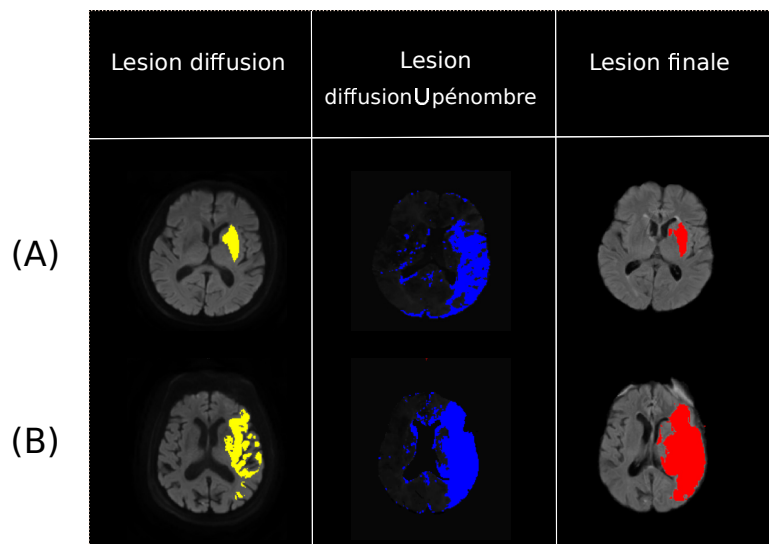 Lesion diffusion
Lesion
diffusionUpénombre
Lesion finale
(A)
(B)